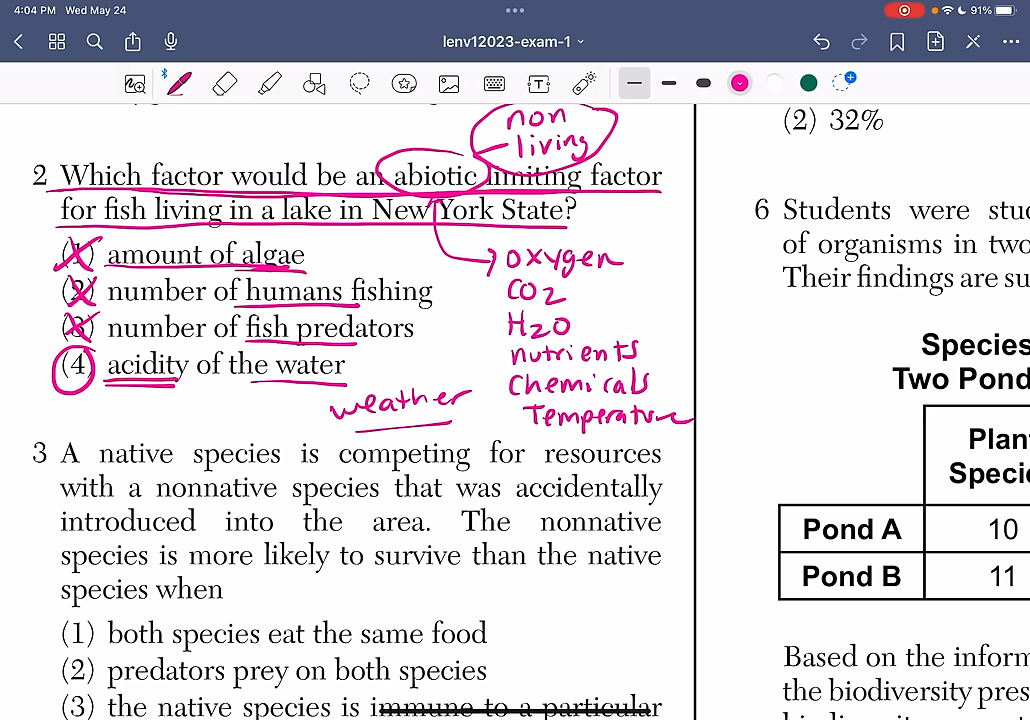 4:04 PM Wed May 24
91%
lenv12023-exam-1
non
living
2 Which factor would be an abiotic limiting factor
for fish living in a lake in New York State?
(1) amount of algae
(2) number of humans fishing
(3) number of fish predators
(4) acidity of the water
oxygen
CO2
H2O
nutrients
Chemicals
Temperature
weather
3 A native species is competing for resources
with a nonnative species that was accidentally
introduced into the area. The nonnative
species is more likely to survive than the native
species when
(1) both species eat the same food
(2) predators prey on both species
(3) the native species is immune to a particular
(2) 32%
6 Students were
of organisms in two
Their findings are
Species
Two Pond
Pond A 10
Pond B 11
Based on the
the biodiversity